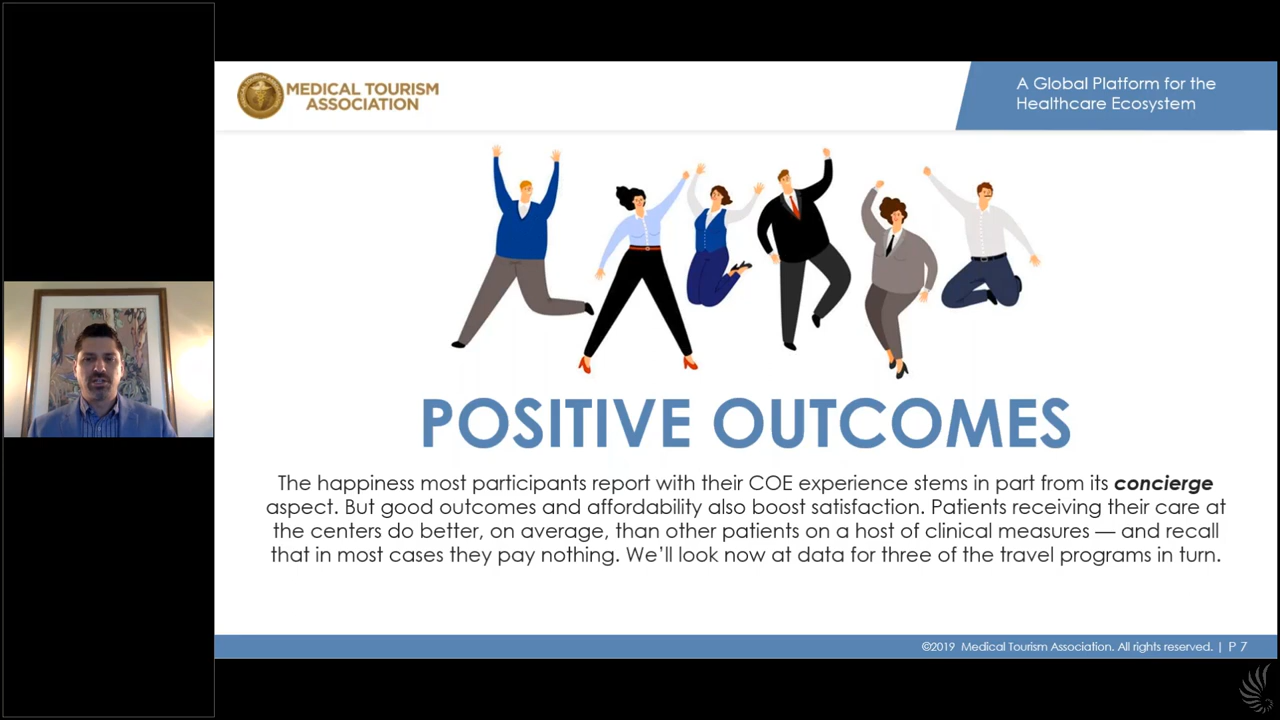 MEDICAL TOURISM
ASSOCIATION
A Global Platform for the
Healthcare Ecosystem
POSITIVE OUTCOMES
The happiness most participants report with their COE experience stems in part from its concierge
aspect. But good outcomes and affordability also boost satisfaction. Patients receiving their care at
the centers do better, on average, than other patients on a host of clinical measures — and recall
that in most cases they pay nothing. We’ll look now at data for three of the travel programs in turn.
©2019 Medical Tourism Association. All rights reserved. | P 7